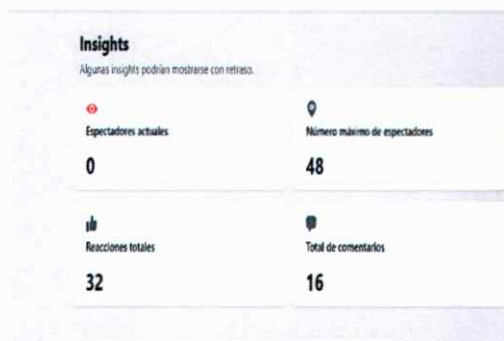 Insights
Algunas insights podrían mostrarse con retraso.
Espectadores actuales
0
Número máximo de espectadores
48
Reacciones totales
32
Total de comentarios
16